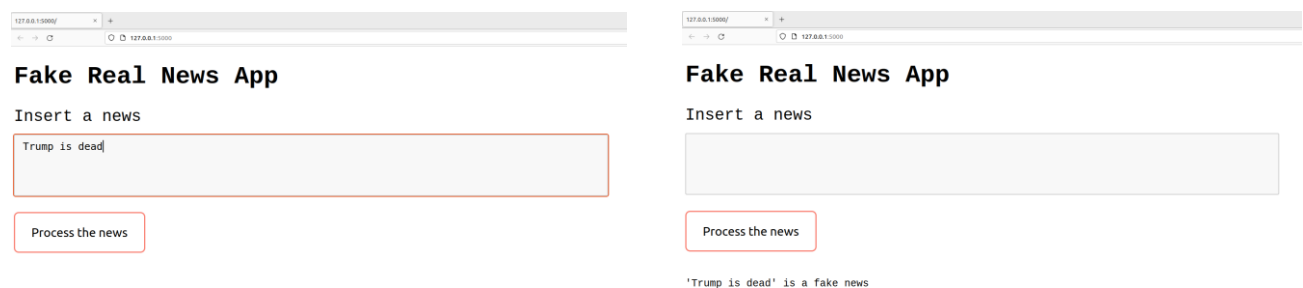 127.0.0.1:5000/ × +
127.0.0.1:5000
Fake Real News App
Insert a news
Trump is dead
Process the news
127.0.0.1:5000/ × +
127.0.0.1:5000
Fake Real News App
Insert a news
Process the news
'Trump is dead' is a fake news